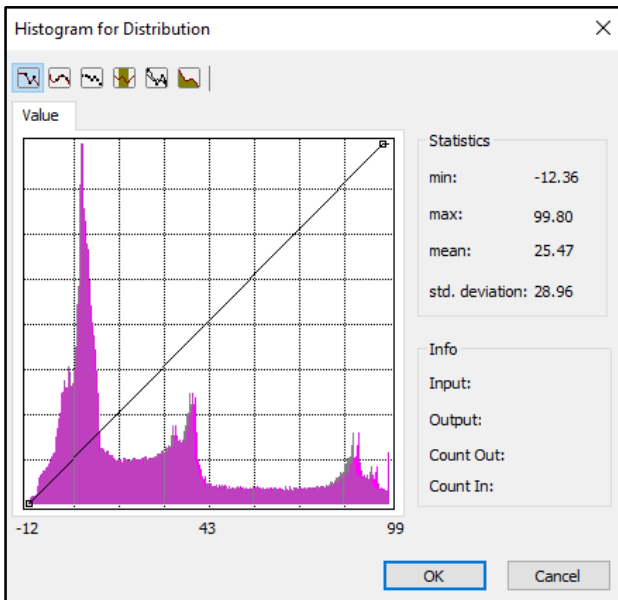 Histogram for Distribution
Value
Statistics
min: -12.36
max: 99.80
mean: 25.47
std. deviation: 28.96
Info
Input:
Output:
Count Out:
Count In:
-12 43 99
OK Cancel